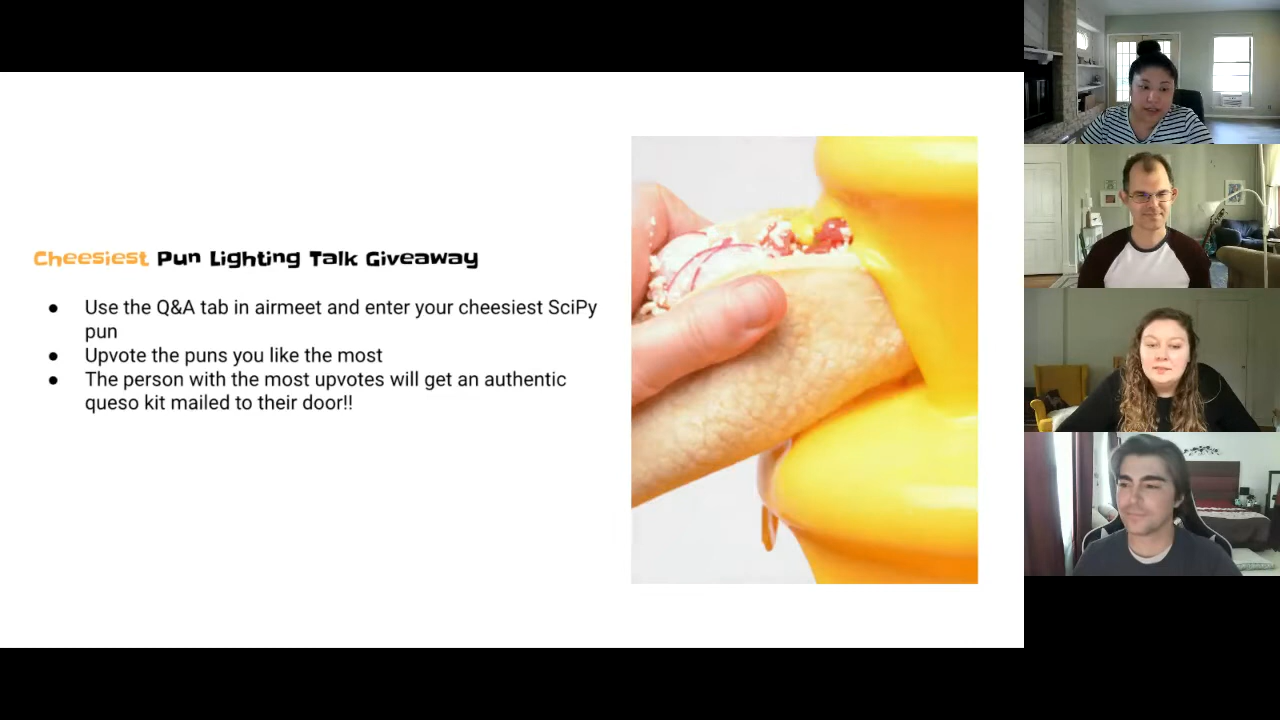 Cheesiest Pun Lighting Talk Giveaway
● Use the Q&A tab in airmeet and enter your cheesiest SciPy
pun
● Upvote the puns you like the most
● The person with the most upvotes will get an authentic
queso kit mailed to their door!!